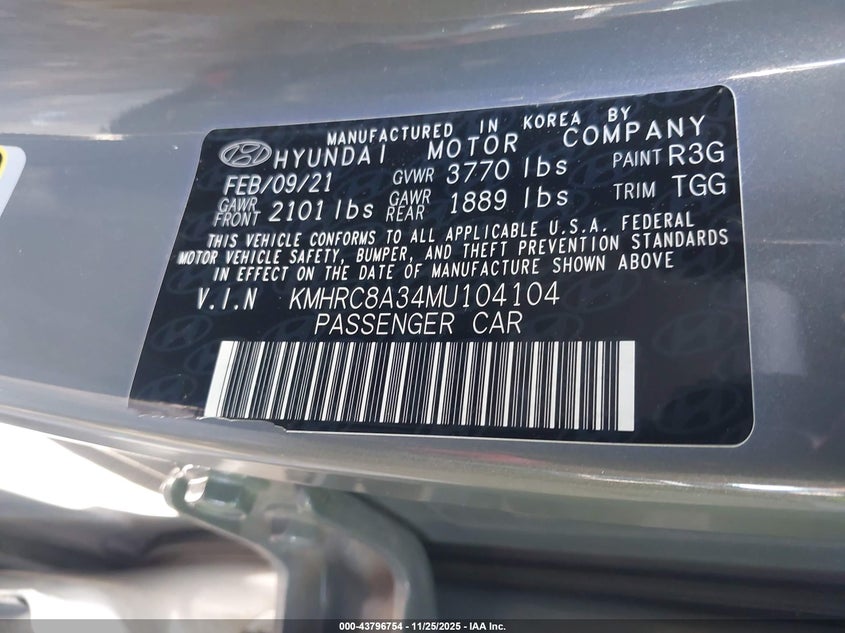 MANUFACTURED IN KOREA BY
HYUNDAI MOTOR COMPANY
FEB/09/21 GVWR 3770 lbs PAINT R3G
GAWR FRONT 2101 lbs GAWR REAR 1889 lbs TRIM TGG
THIS VEHICLE CONFORMS TO ALL APPLICABLE U.S.A. FEDERAL
MOTOR VEHICLE SAFETY, BUMPER, AND THEFT PREVENTION STANDARDS
IN EFFECT ON THE DATE OF MANUFACTURE SHOWN ABOVE
V.I.N KMHRC8A34MU104104
PASSENGER CAR
000-43796754 | 11/25/2025 - IAA Inc.